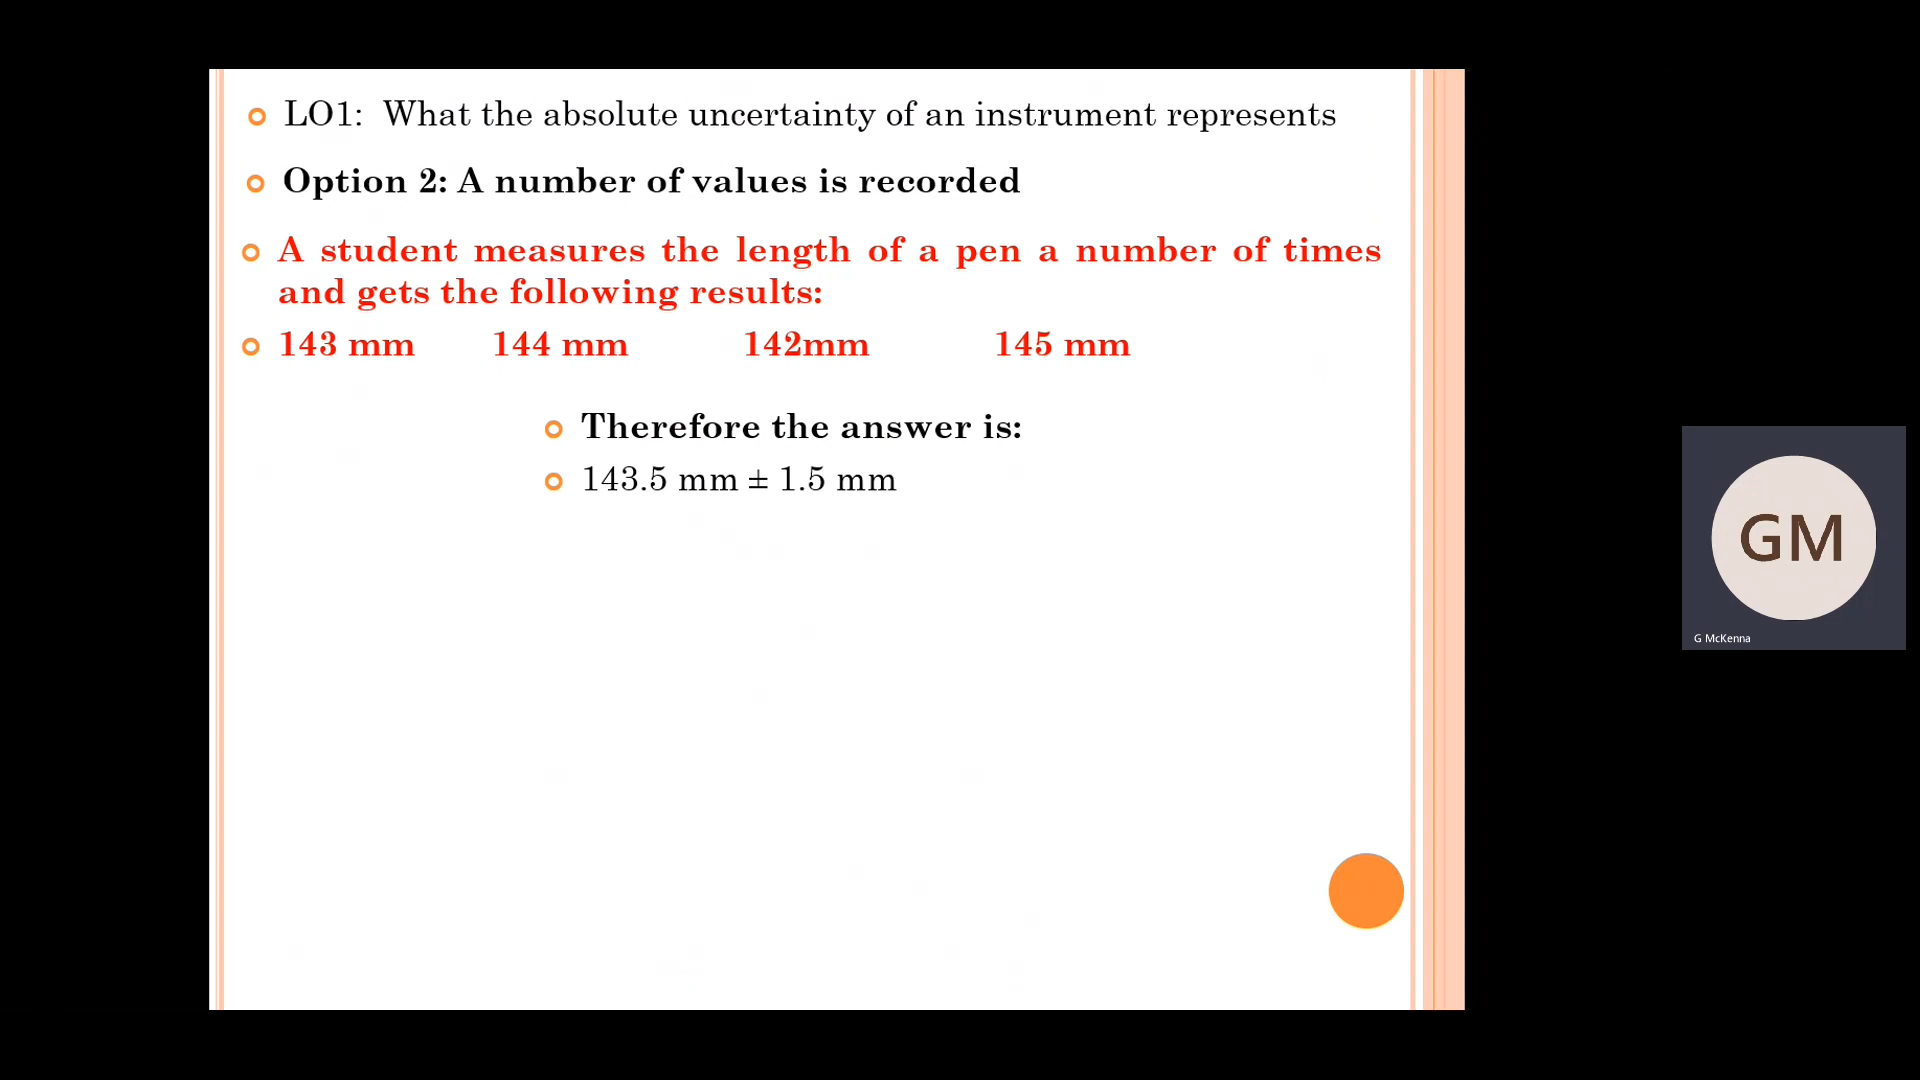 LO1: What the absolute uncertainty of an instrument represents
Option 2: A number of values is recorded
A student measures the length of a pen a number of times
and gets the following results:
143 mm 144 mm 142mm 145 mm
Therefore the answer is:
143.5 mm ± 1.5 mm
GM
G McKenna